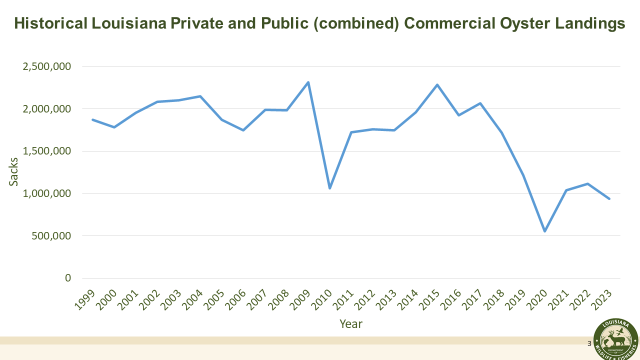 Historical Louisiana Private and Public (combined) Commercial Oyster Landings
2,500,000
2,000,000
1,500,000
1,000,000
500,000
0
Sacks
1999 2000 2001 2002 2003 2004 2005 2006 2007 2008 2009 2010 2011 2012 2013 2014 2015 2016 2017 2018 2019 2020 2021 2022 2023
Year
3
LOUISIANA